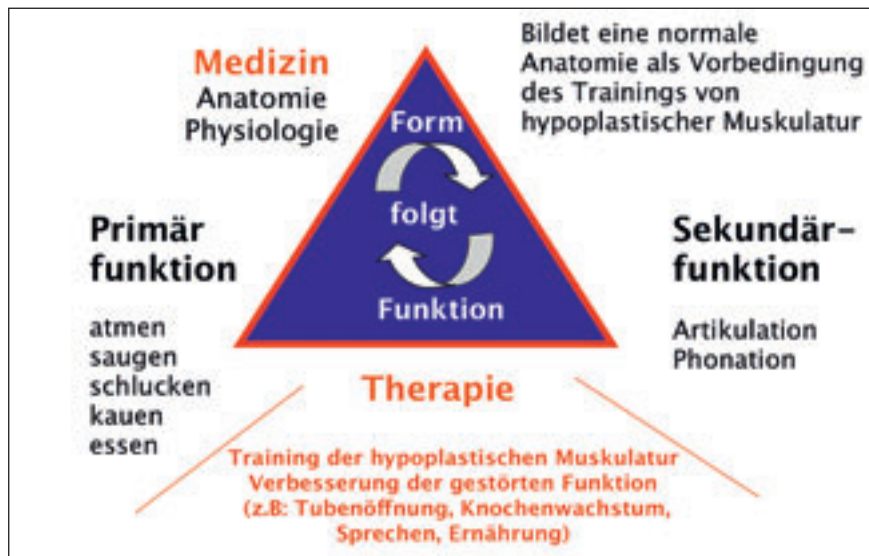 Medizin
Anatomie
Physiologie
Bildet eine normale
Anatomie als Vorbedingung
des Trainings von
hypoplastischer Muskulatur
Form
folgt
Funktion
Primär
funktion
atmen
saugen
schlucken
kauen
essen
Sekundär-
funktion
Artikulation
Phonation
Therapie
Training der hypoplastischen Muskulatur
Verbesserung der gestörten Funktion
(z.B: Tubenöffnung, Knochenwachstum,
Sprechen, Ernährung)